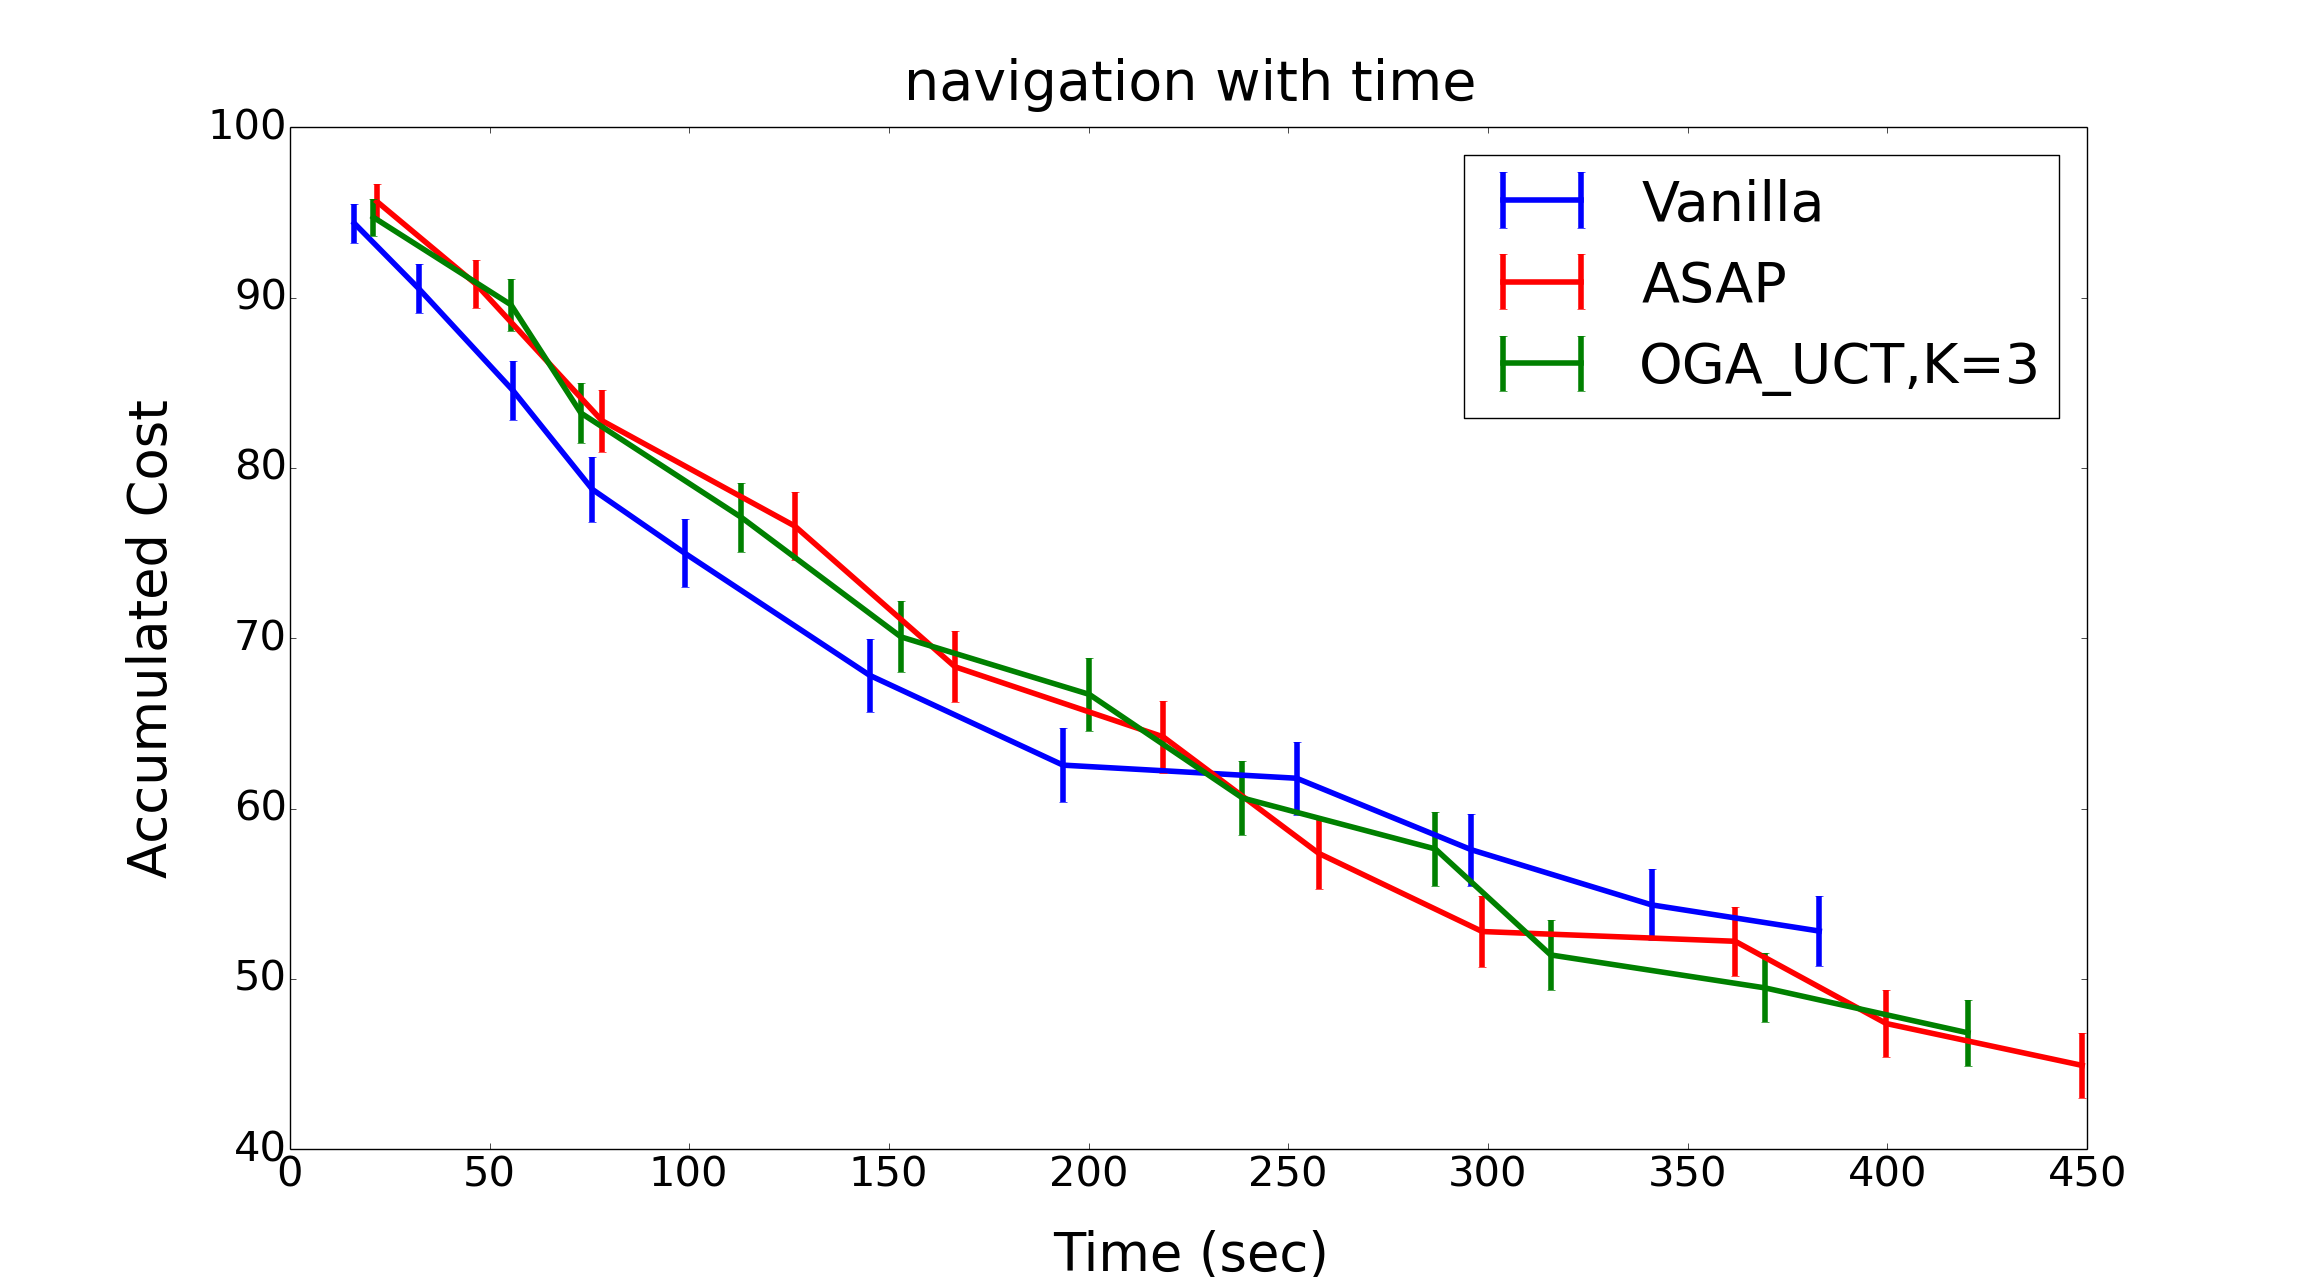 navigation with time
Accumulated Cost
100
90
80
70
60
50
40
Vanilla
ASAP
OGA_UCT,K=3
0 50 100 150 200 250 300 350 400 450
Time (sec)